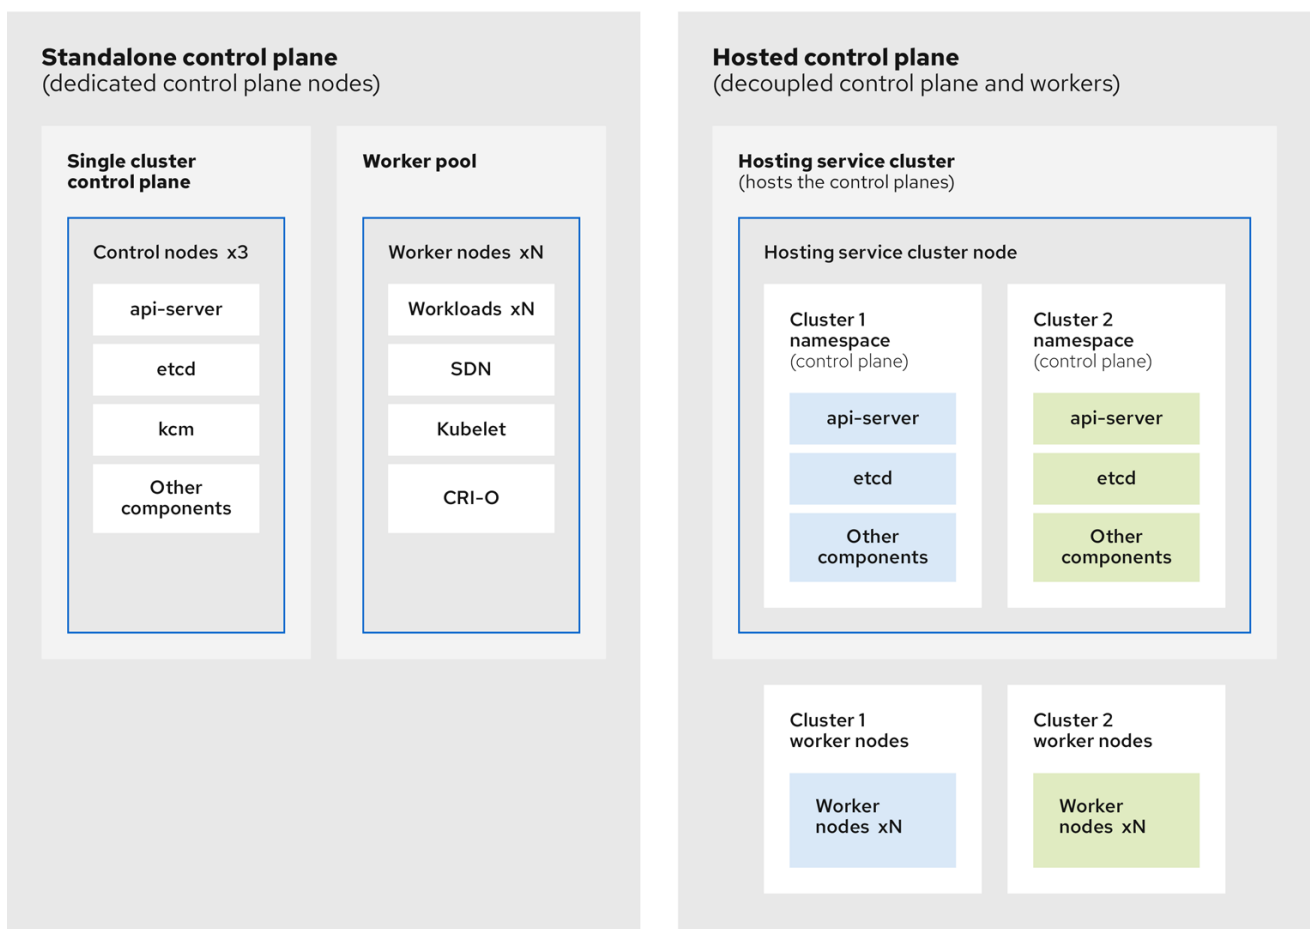 Standalone control plane
(dedicated control plane nodes)
Single cluster
control plane
Control nodes x3
api-server
etcd
kcm
Other
components
Worker pool
Worker nodes xN
Workloads xN
SDN
Kubelet
CRI-O
Hosted control plane
(decoupled control plane and workers)
Hosting service cluster
(hosts the control planes)
Hosting service cluster node
Cluster 1
namespace
(control plane)
api-server
etcd
Other
components
Cluster 2
namespace
(control plane)
api-server
etcd
Other
components
Cluster 1
worker nodes
Worker
nodes xN
Cluster 2
worker nodes
Worker
nodes xN